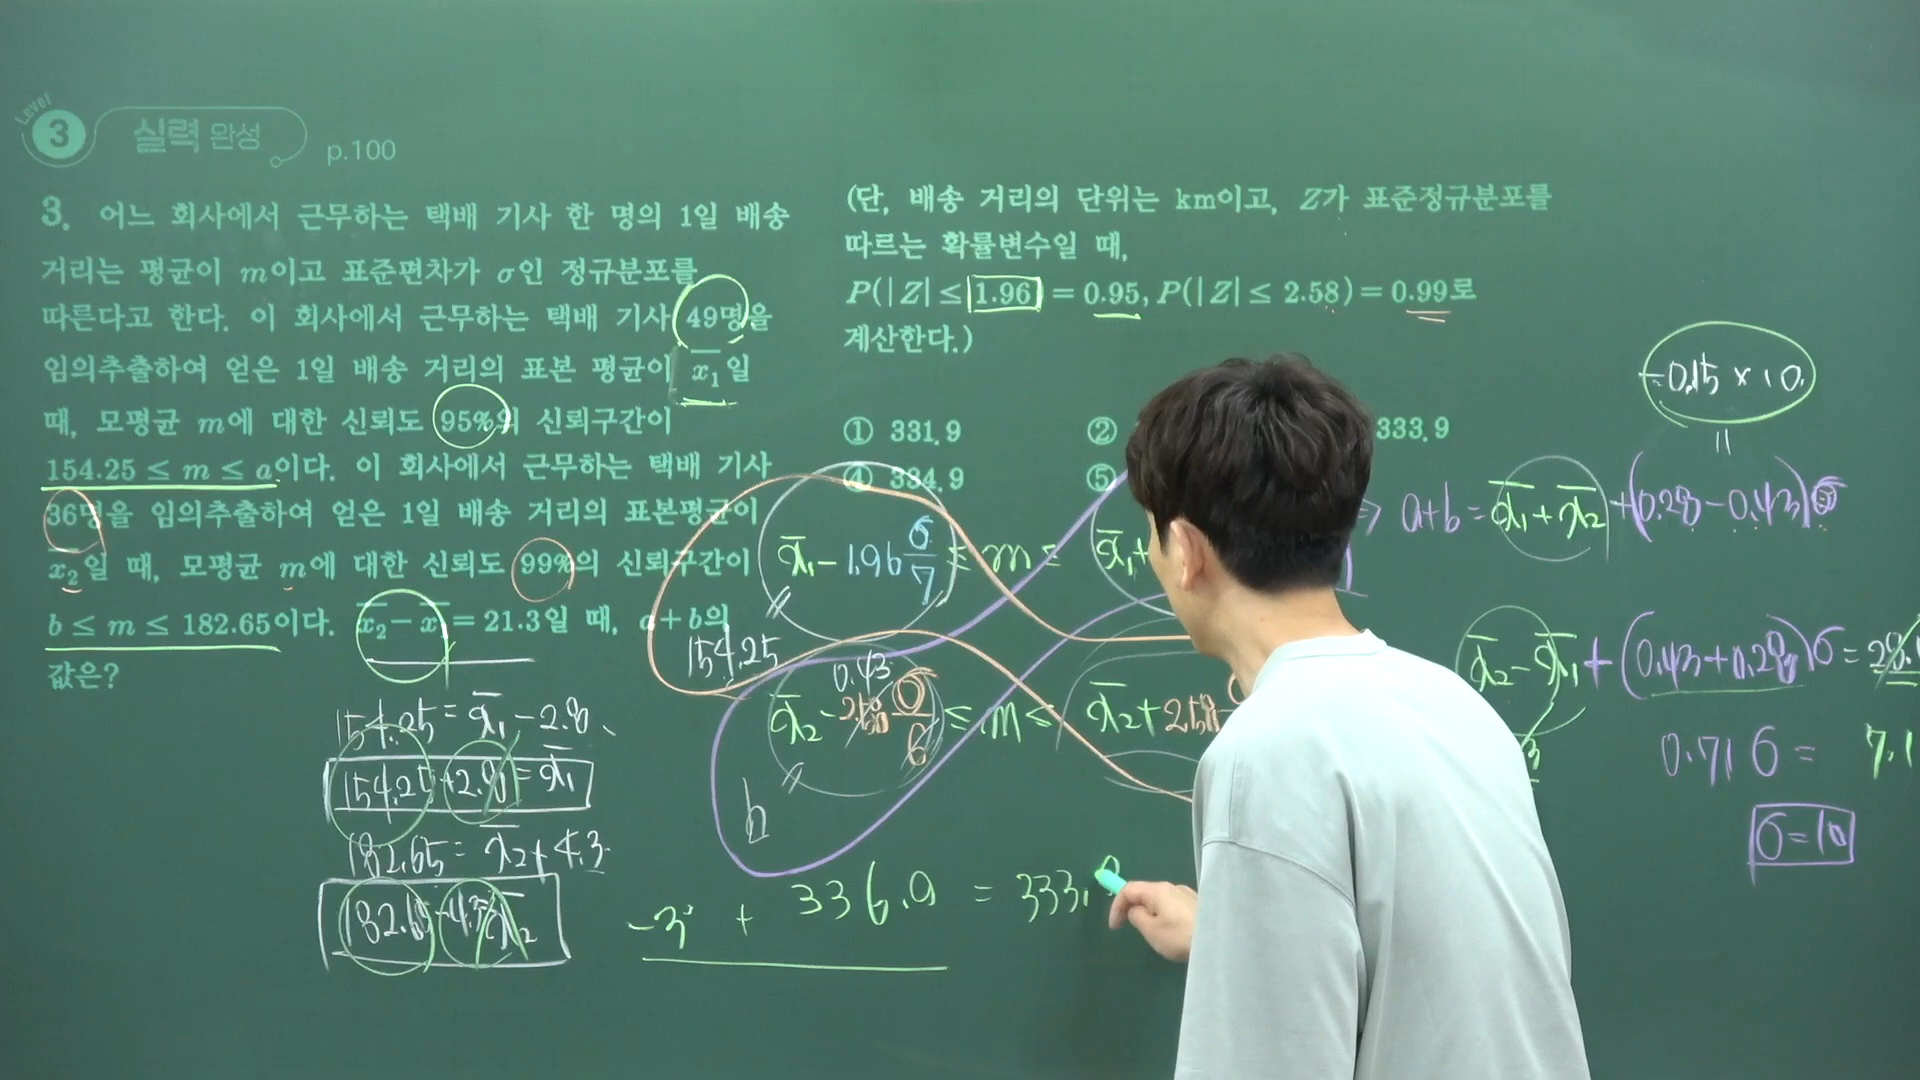 Level
3 실력 완성 p.100
3. 어느 회사에서 근무하는 택배 기사 한 명의 1일 배송
거리는 평균이 m이고 표준편차가 σ인 정규분포를
따른다고 한다. 이 회사에서 근무하는 택배 기사 49명을
임의추출하여 얻은 1일 배송 거리의 표본 평균이 x̄₁일
때, 모평균 m에 대한 신뢰도 95%의 신뢰구간이
154.25 ≤ m ≤ a이다. 이 회사에서 근무하는 택배 기사
36명을 임의추출하여 얻은 1일 배송 거리의 표본평균이
x̄₂일 때, 모평균 m에 대한 신뢰도 99%의 신뢰구간이
b ≤ m ≤ 182.65이다. x̄₂ - x̄₁ = 21.3일 때, a + b의
값은?
(단, 배송 거리의 단위는 km이고, Z가 표준정규분포를
따르는 확률변수일 때,
P(|Z| ≤ 1.96) = 0.95, P(|Z| ≤ 2.58) = 0.99로
계산한다.)
① 331.9 ② 333.9
④ 334.9 ⑤
x̄₁ - 1.96 σ/7 ≤ m ≤ x̄₁+
154.25
0.43
x̄₂ - 2.58 σ/6 ≤ m ≤ x̄₂ + 2.58
b
154.25 = x̄₁ - 2.8
154.25 + 2.8 = x̄₁
182.65 = x̄₂ + 4.3
182.65 - 4.3 = x̄₂
-3 + 336.9 = 333.9
-0.15 × 10
=
⇒ a+b = x̄₁ + x̄₂ + (0.28 - 0.43)σ
x̄₂ - x̄₁ + (0.43 + 0.28)σ = 28.
3
0.71 σ = 7.1
σ = 10